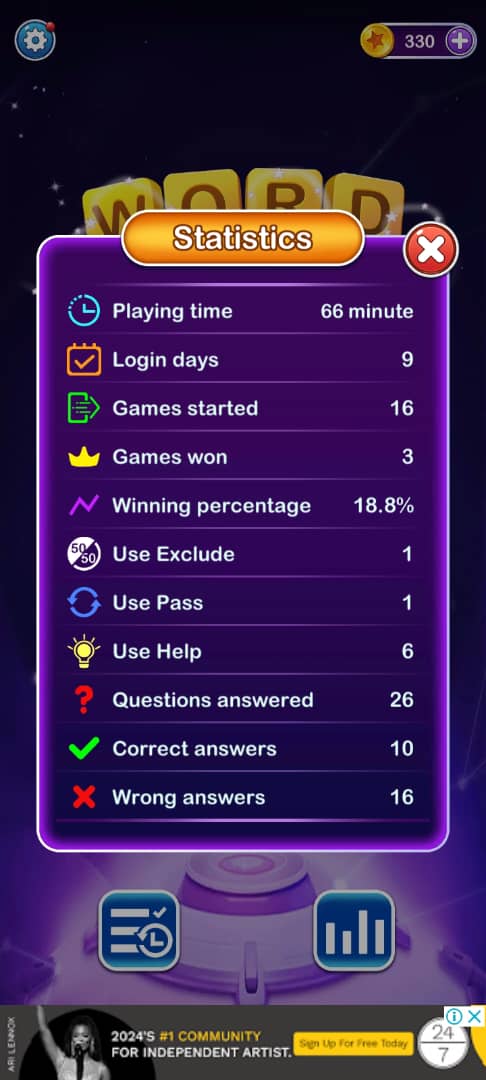 330
WORD
Statistics
Playing time 66 minute
Login days 9
Games started 16
Games won 3
Winning percentage 18.8%
50 50 Use Exclude 1
Use Pass 1
Use Help 6
? Questions answered 26
Correct answers 10
Wrong answers 16
ARI LENNOX
2024'S #1 COMMUNITY
FOR INDEPENDENT ARTIST.
Sign Up For Free Today
24
7